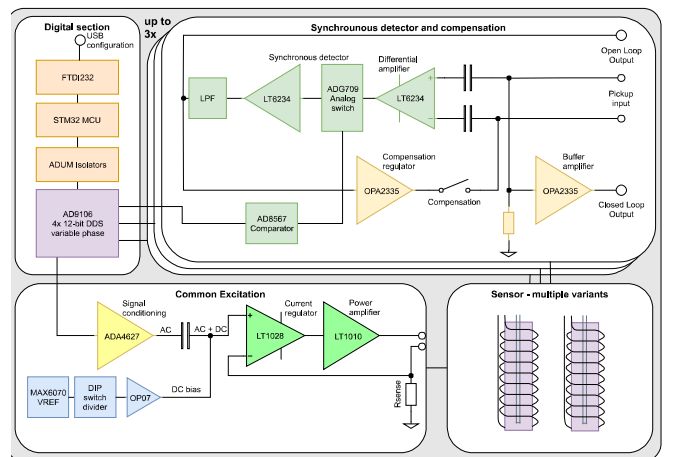 Digital section
USB
configuration
FTDI232
STM32 MCU
ADUM Isolators
AD9106
4x 12-bit DDS
variable phase
up to
3x
Synchrounous detector and compensation
Synchronous detector
Differential
amplifier
LPF
LT6234
ADG709
Analog
switch
LT6234
+
−
Open Loop
Output
Pickup
input
Compensation
regulator
OPA2335
Compensation
Buffer
amplifier
OPA2335
Closed Loop
Output
AD8567
Comparator
Common Excitation
Signal
conditioning
ADA4627
AC
AC + DC
Current
regulator
+
−
LT1028
Power
amplifier
LT1010
MAX6070
VREF
DIP
switch
divider
OP07
DC bias
Rsense
Sensor - multiple variants